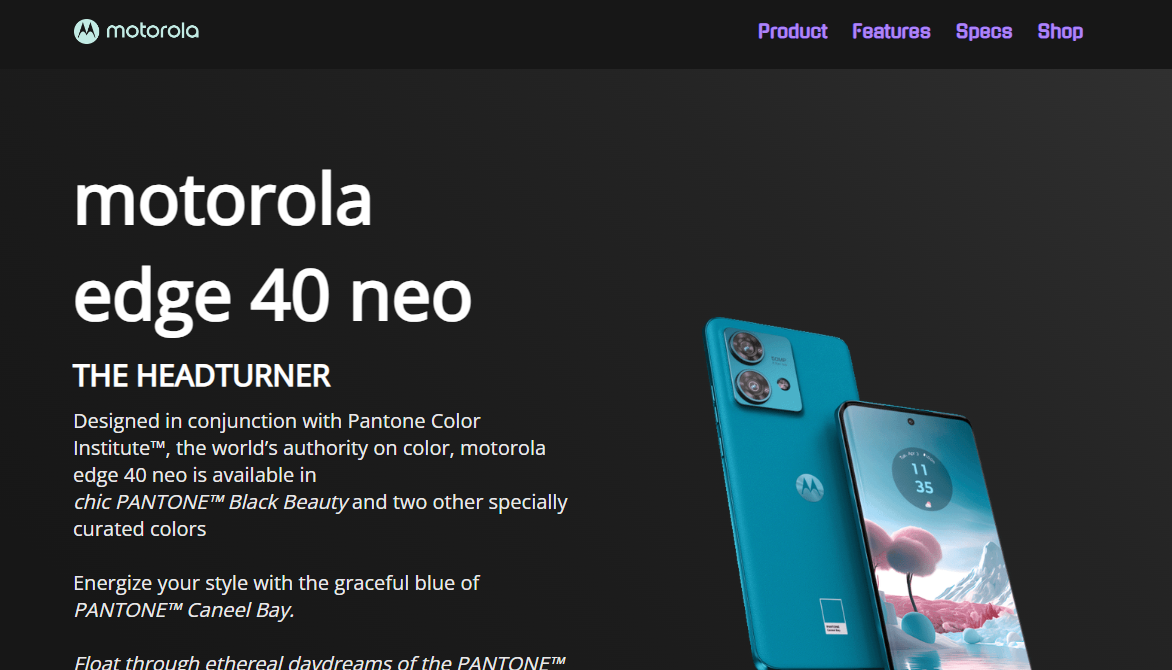 motorola
Product Features Specs Shop
motorola
edge 40 neo
THE HEADTURNER
Designed in conjunction with Pantone Color
Institute™, the world’s authority on color, motorola
edge 40 neo is available in
chic PANTONE™ Black Beauty and two other specially
curated colors
Energize your style with the graceful blue of
PANTONE™ Caneel Bay.
Float through ethereal daydreams of the PANTONE™
11
35
PANTONE
Caneel Bay